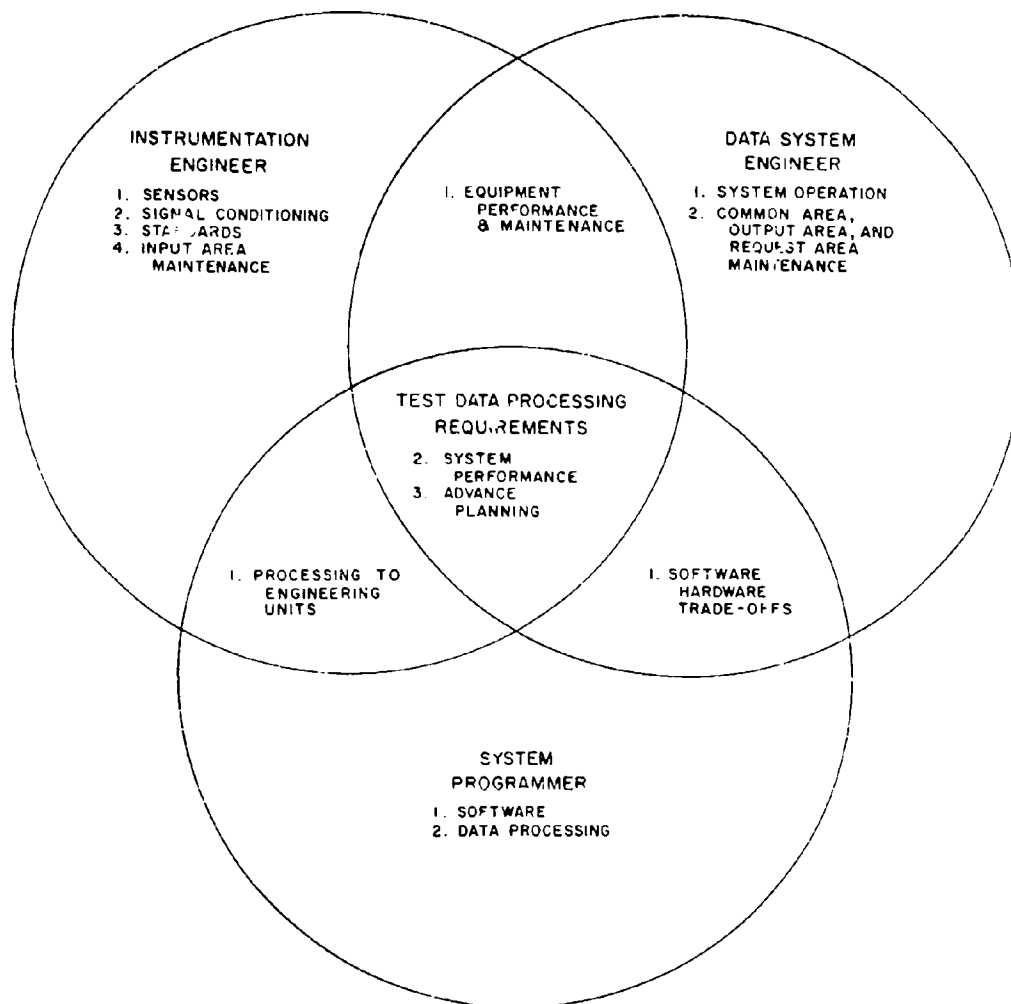 INSTRUMENTATION
ENGINEER
1. SENSORS
2. SIGNAL CONDITIONING
3. STANDARDS
4. INPUT AREA
MAINTENANCE
1. EQUIPMENT
PERFORMANCE
& MAINTENANCE
DATA SYSTEM
ENGINEER
1. SYSTEM OPERATION
2. COMMON AREA,
OUTPUT AREA, AND
REQUEST AREA
MAINTENANCE
TEST DATA PROCESSING
REQUIREMENTS
2. SYSTEM
PERFORMANCE
3. ADVANCE
PLANNING
1. PROCESSING TO
ENGINEERING
UNITS
1. SOFTWARE
HARDWARE
TRADE-OFFS
SYSTEM
PROGRAMMER
1. SOFTWARE
2. DATA PROCESSING